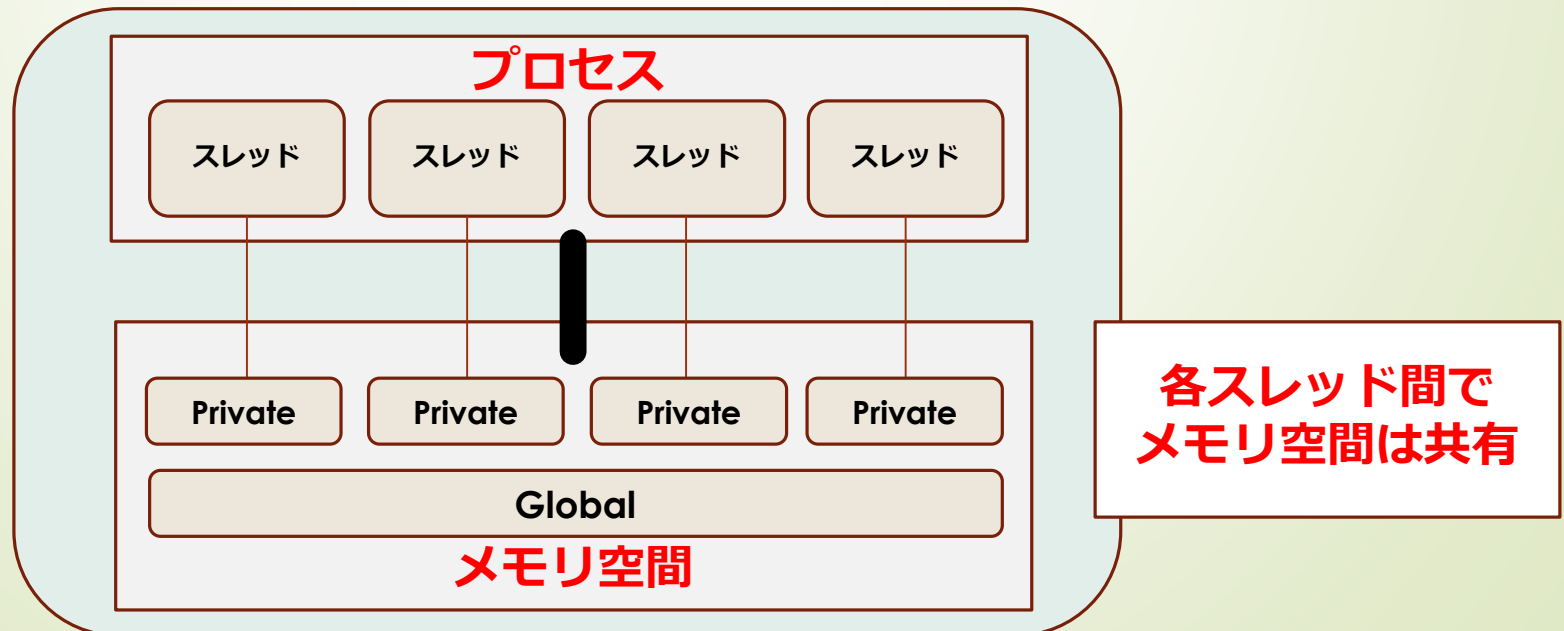 プロセス
スレッド
スレッド
スレッド
スレッド
Private
Private
Private
Private
Global
メモリ空間
各スレッド間で
メモリ空間は共有